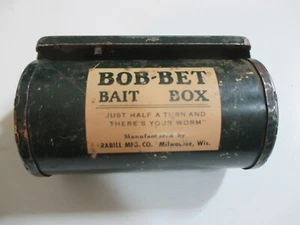 BOB-BET
BAIT BOX
"JUST HALF A TURN AND
THERE'S YOUR WORM"
Manufactured by
RABILL MFG. CO. Milwaukee, Wis.